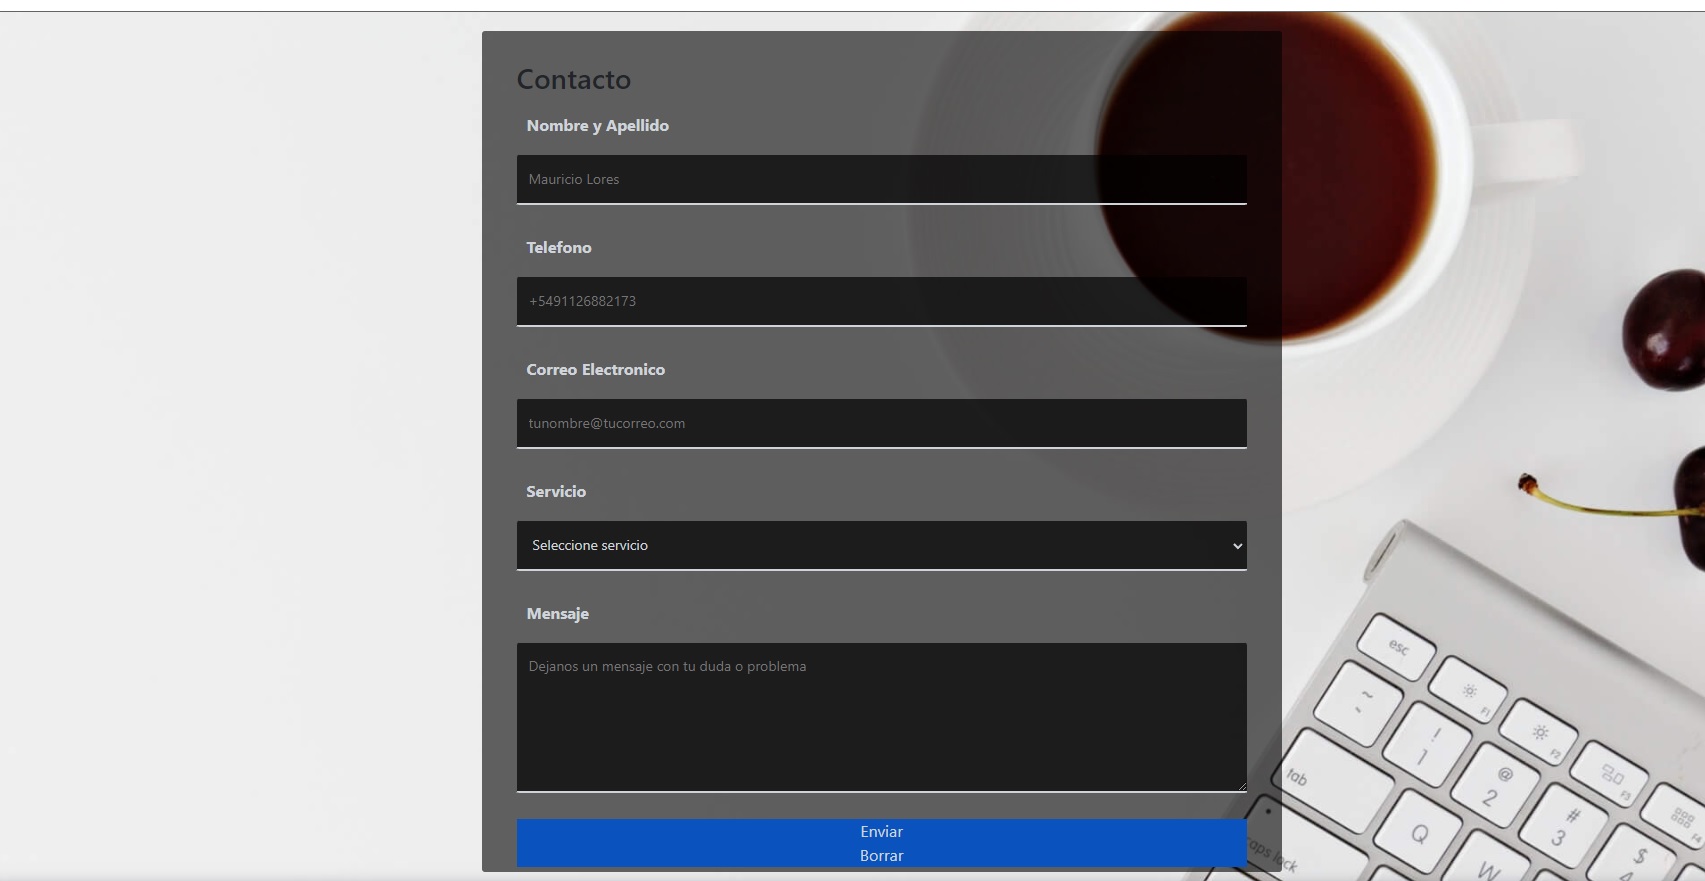 Contacto
Nombre y Apellido
Mauricio Lores
Telefono
+5491126882173
Correo Electronico
tunombre@tucorreo.com
Servicio
Seleccione servicio
Mensaje
Dejanos un mensaje con tu duda o problema
Enviar
Borrar
esc
~
F1
F2
F3
F4
!
1
@
2
#
3
$
4
tab
Q
W
caps lock